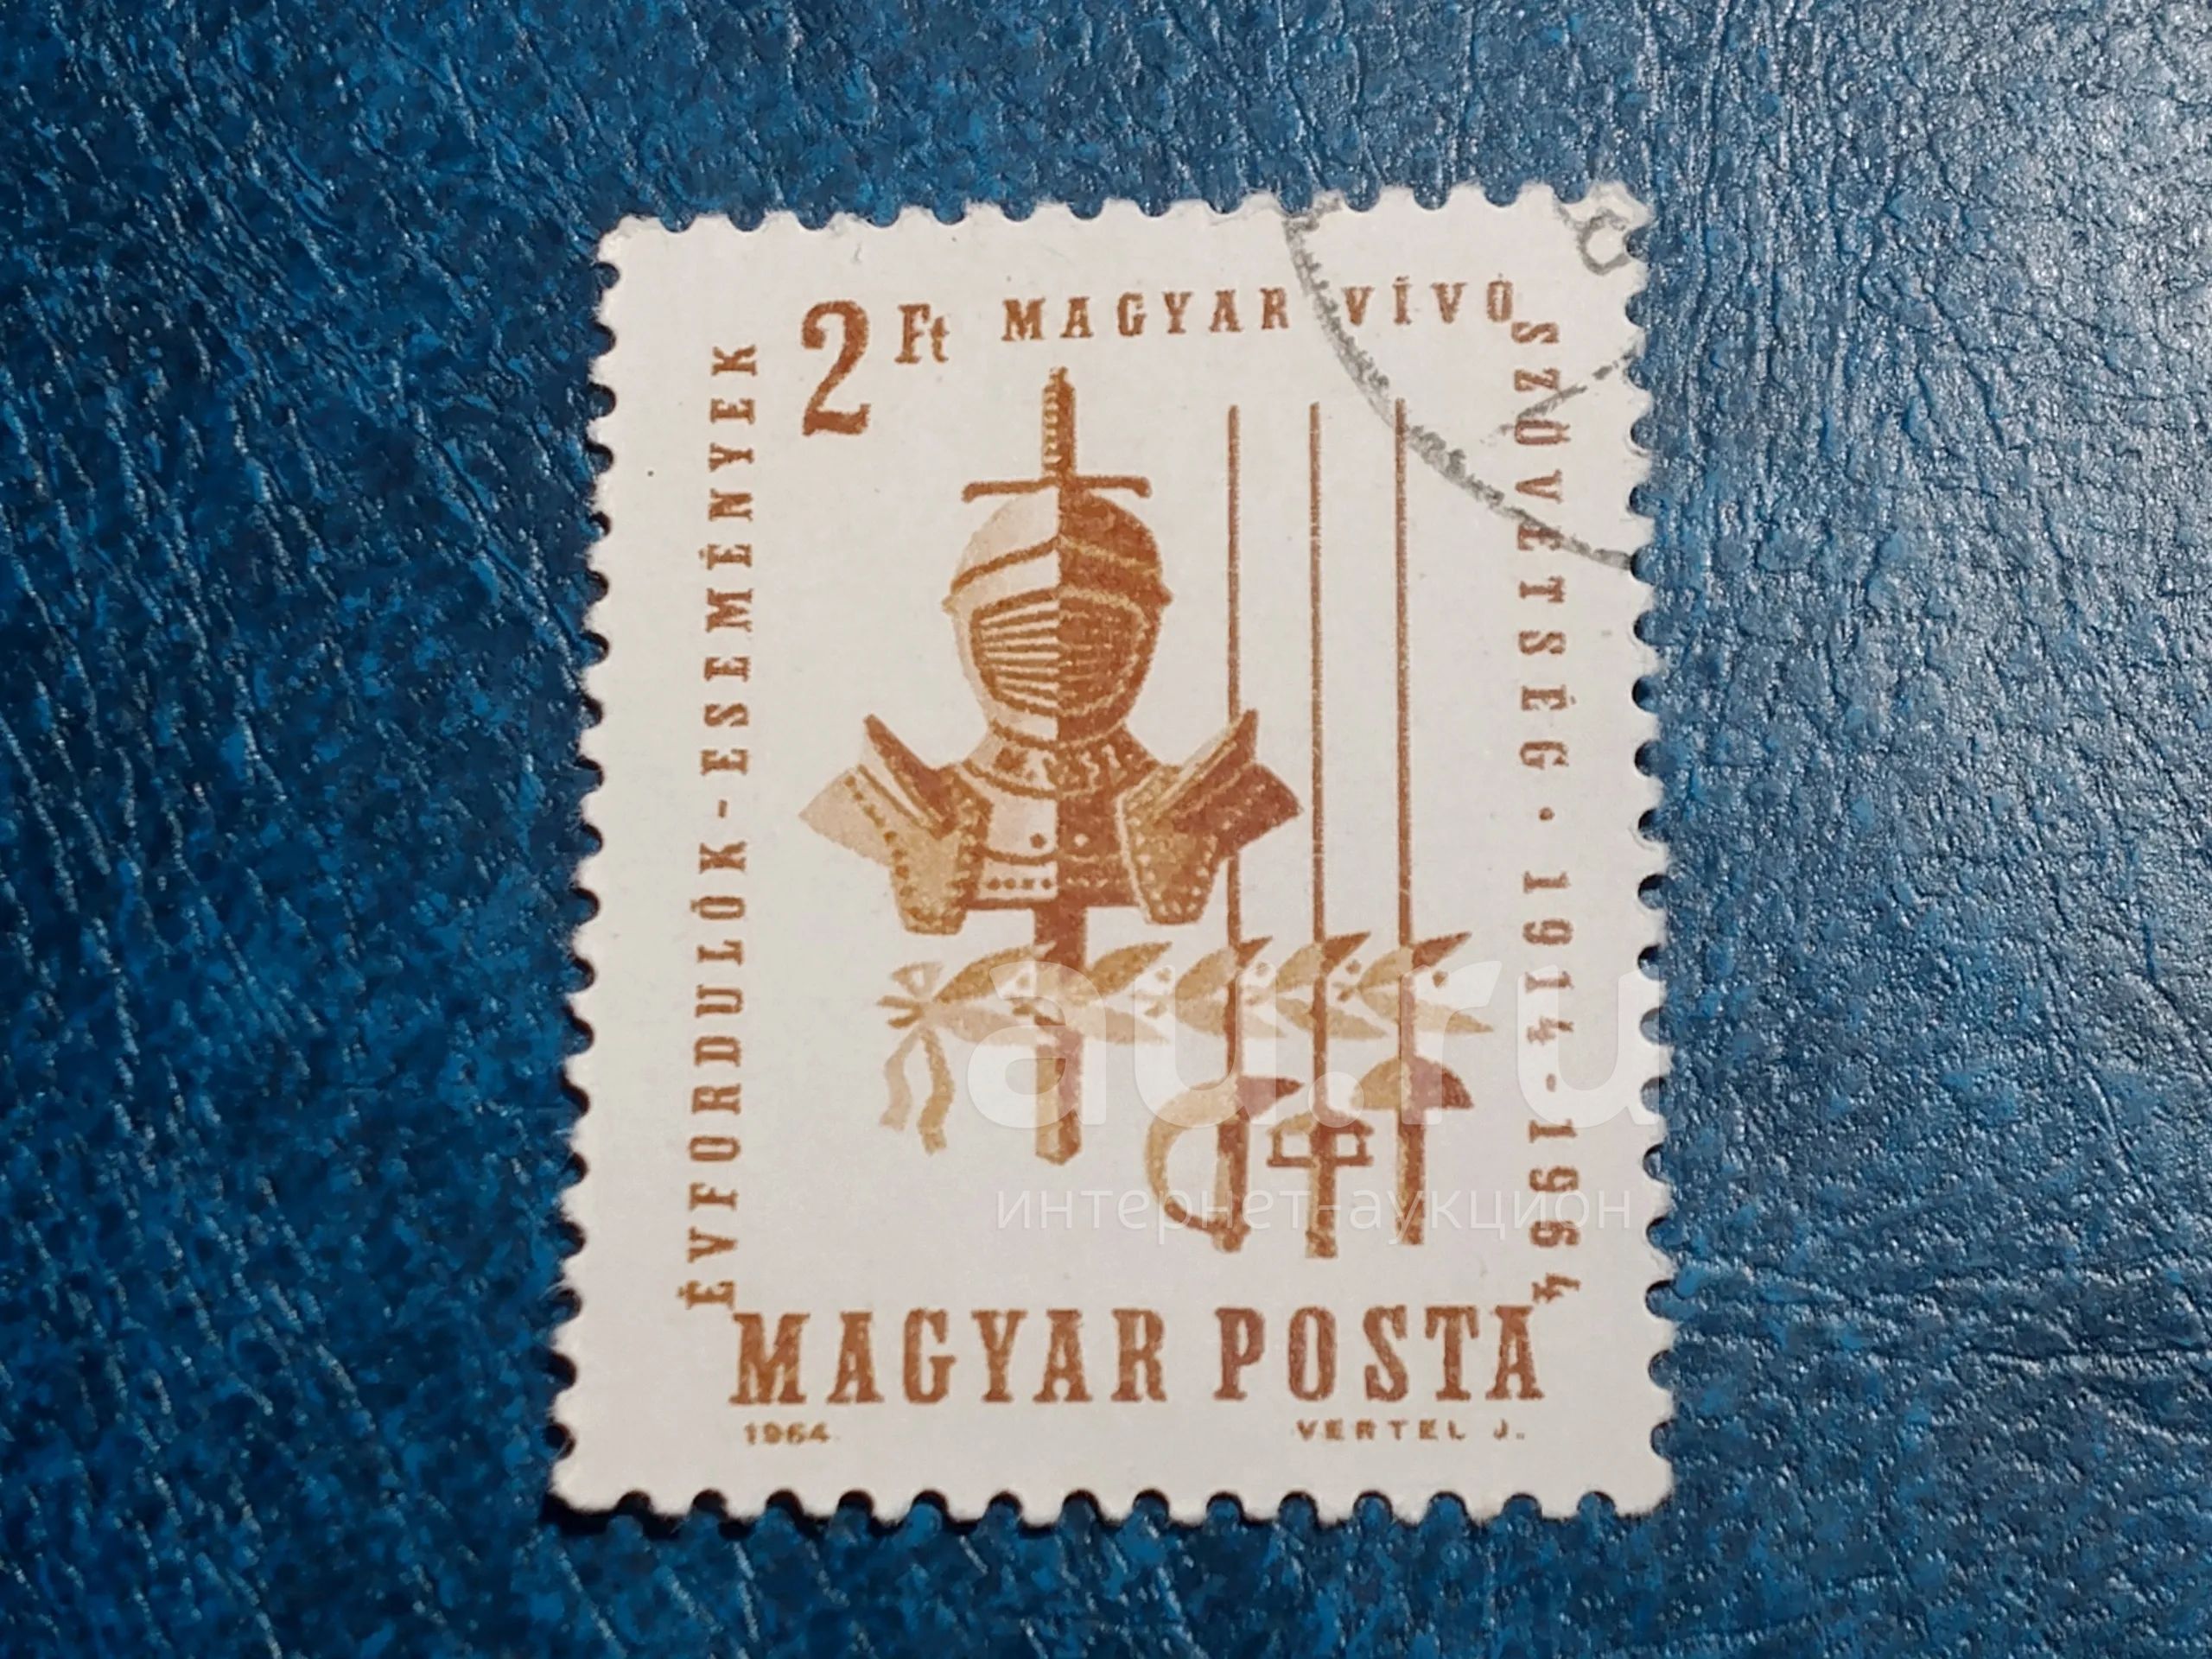 2 Ft MAGYAR VÍVÓ
SZÖVETSÉG · 1914-1964
ÉVFORDULÓK-ESEMÉNYEK
au.ru
интернет-аукцион
MAGYAR POSTA
1964 VERTEL J.